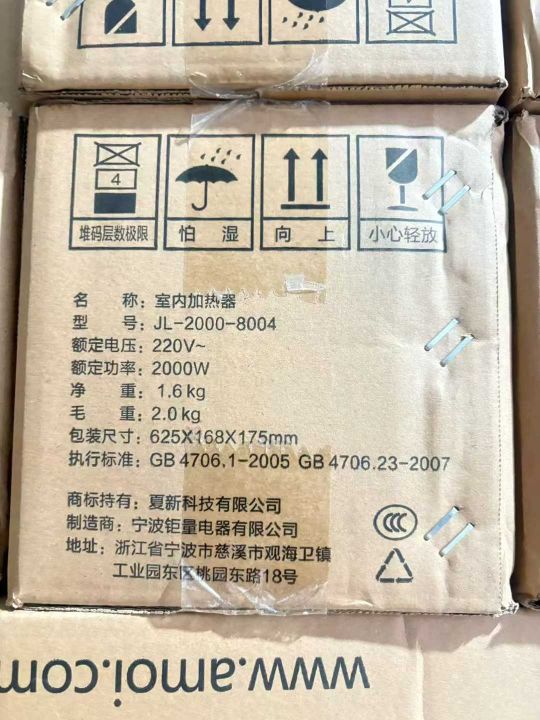 4
堆码层数极限 怕湿 向上 小心轻放
名称：室内加热器
型号：JL-2000-8004
额定电压：220V~
额定功率：2000W
净重：1.6kg
毛重：2.0kg
包装尺寸：625X168X175mm
执行标准：GB 4706.1-2005 GB 4706.23-2007
商标持有：夏新科技有限公司
制造商：宁波钜量电器有限公司
地址：浙江省宁波市慈溪市观海卫镇
工业园东区桃园东路18号
CCC
www.amoi.com